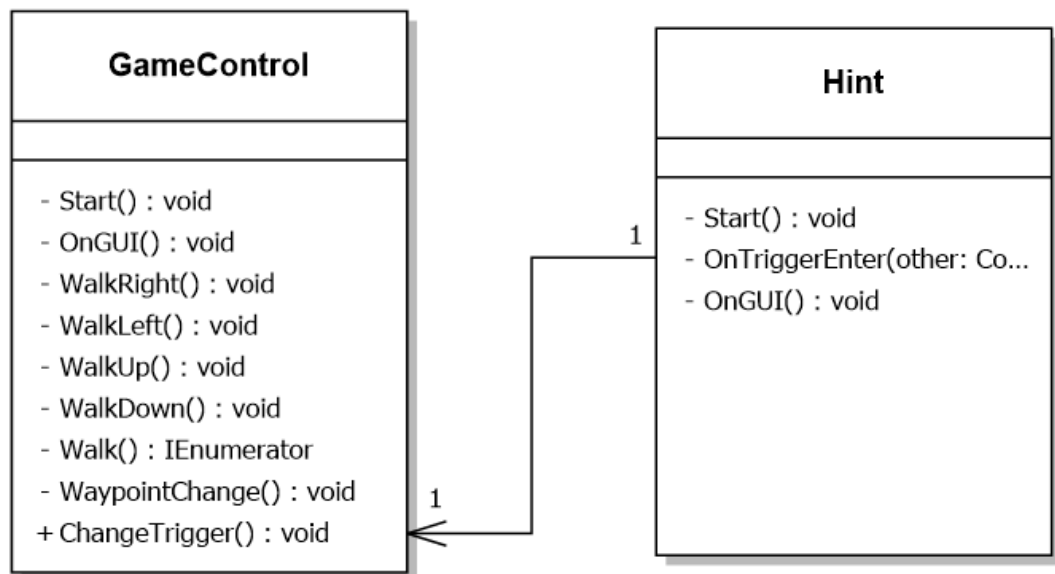 GameControl
- Start() : void
- OnGUI() : void
- WalkRight() : void
- WalkLeft() : void
- WalkUp() : void
- WalkDown() : void
- Walk() : IEnumerator
- WaypointChange() : void
+ ChangeTrigger() : void
1
1
Hint
- Start() : void
- OnTriggerEnter(other: Co...
- OnGUI() : void